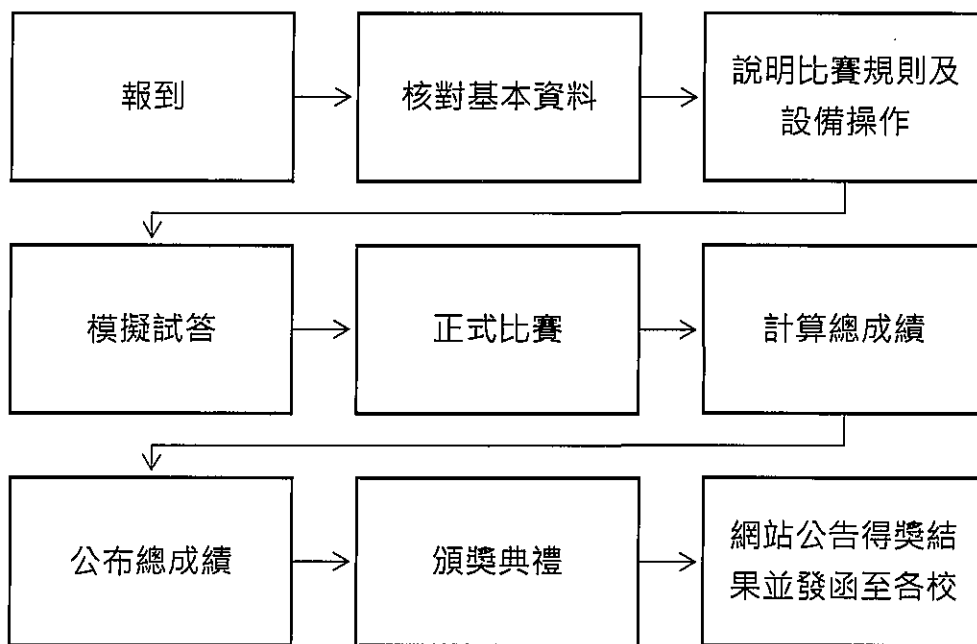 報到
核對基本資料
說明比賽規則及
設備操作
模擬試答
正式比賽
計算總成績
公布總成績
頒獎典禮
網站公告得獎結
果並發函至各校